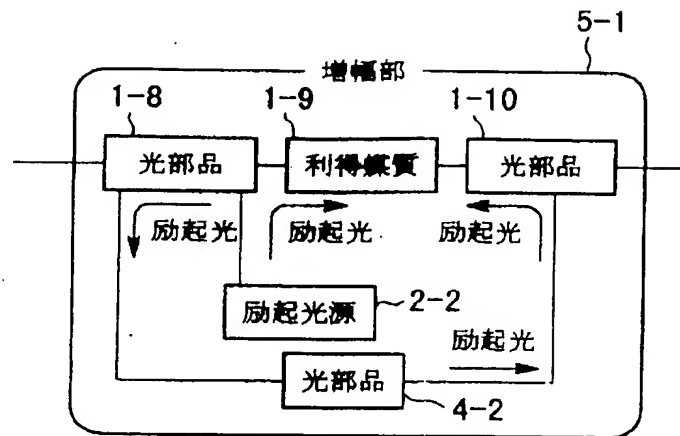 5-1
増幅部
1-8
1-9
1-10
光部品
利得媒質
光部品
励起光
励起光
励起光
励起光源
2-2
励起光
光部品
4-2